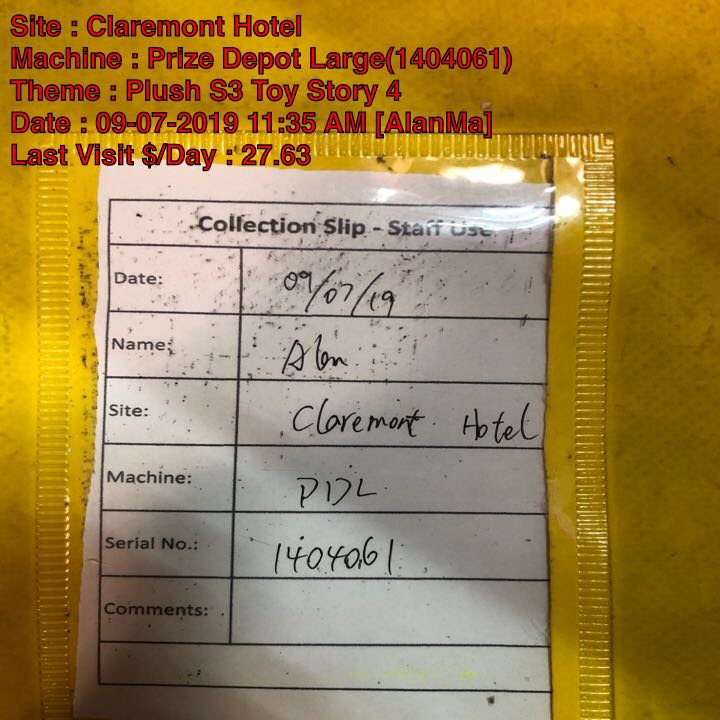 Site : Claremont Hotel
Machine : Prize Depot Large(1404061)
Theme : Plush S3 Toy Story 4
Date : 09-07-2019 11:35 AM [AlanMa]
Last Visit $/Day : 27.63
Collection Slip - Staff Use
Date: 09/07/19
Name: Alan
Site: Claremont Hotel
Machine: PDL
Serial No.: 1404061
Comments: